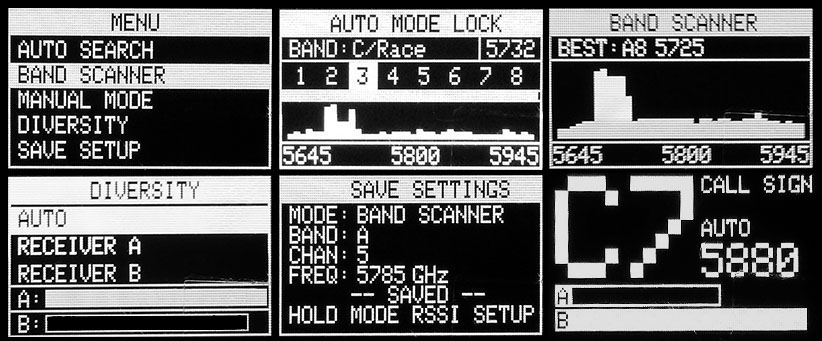 MENU
AUTO SEARCH
BAND SCANNER
MANUAL MODE
DIVERSITY
SAVE SETUP
AUTO MODE LOCK
BAND: C/Race 5732
1 2 3 4 5 6 7 8
5645 5800 5945
BAND SCANNER
BEST: A8 5725
5645 5800 5945
DIVERSITY
AUTO
RECEIVER A
RECEIVER B
A:
B:
SAVE SETTINGS
MODE: BAND SCANNER
BAND: A
CHAN: 5
FREQ: 5785 GHz
-- SAVED --
HOLD MODE RSSI SETUP
C7
CALL SIGN
AUTO
5880
A
B